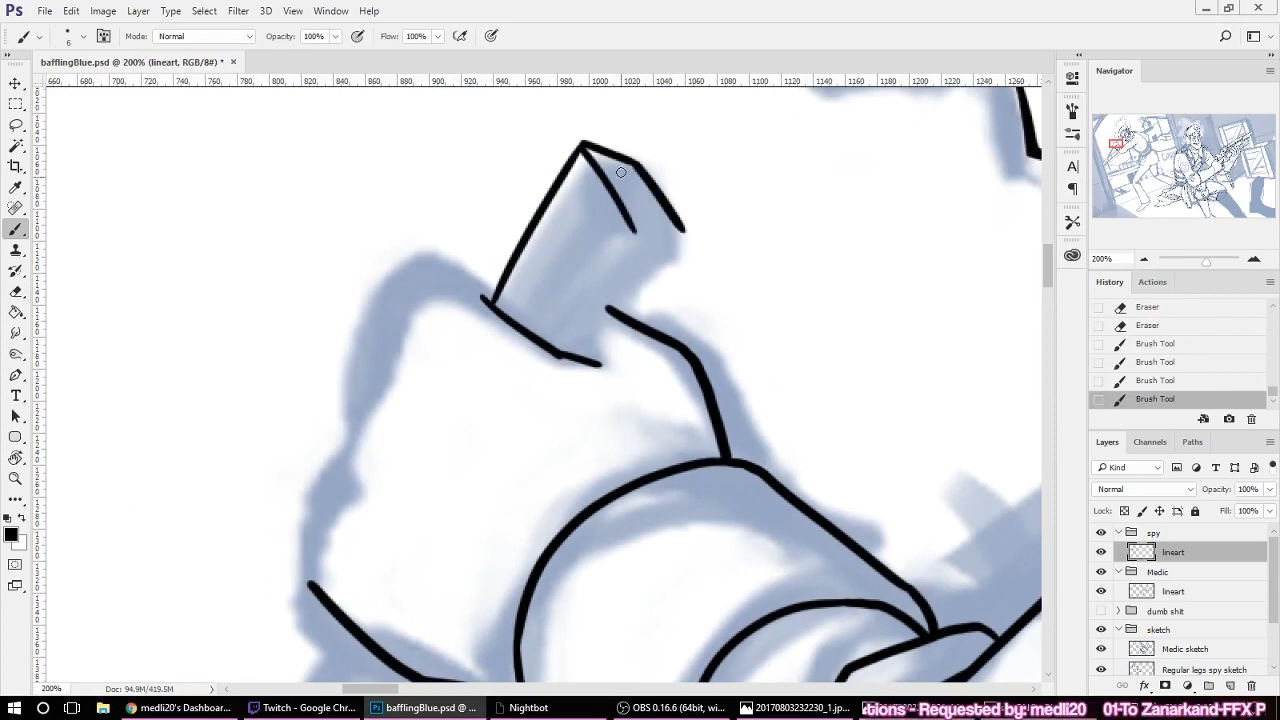 Ps File Edit Image Layer Type Select Filter 3D View Window Help
6 Mode: Normal Opacity: 100% Flow: 100%
bafflingBlue.psd @ 200% (lineart, RGB/8#) *
660 680 700 720 740 760 780 800 820 840 860 880 900 920 940 960 980 1000 1020 1040 1060 1080 1100 1120 1140 1160 1180 1200 1220 1240 1260
Navigator
200%
History Actions
Eraser
Eraser
Brush Tool
Brush Tool
Brush Tool
Brush Tool
Layers Channels Paths
Kind
Normal Opacity: 100%
Lock: Fill: 100%
spy
lineart
Medic
lineart
dumb shit
sketch
Medic sketch
Regular legs spy sketch
200% Doc: 94.9M/419.5M
medli20's Dashboard... Twitch - Google Chr... bafflingBlue.psd @ ... Nightbot OBS 0.16.6 (64bit, wi... 20170803232230_1.jp... tions - Requested by: medli20 01-To Zanarkand-FFX P